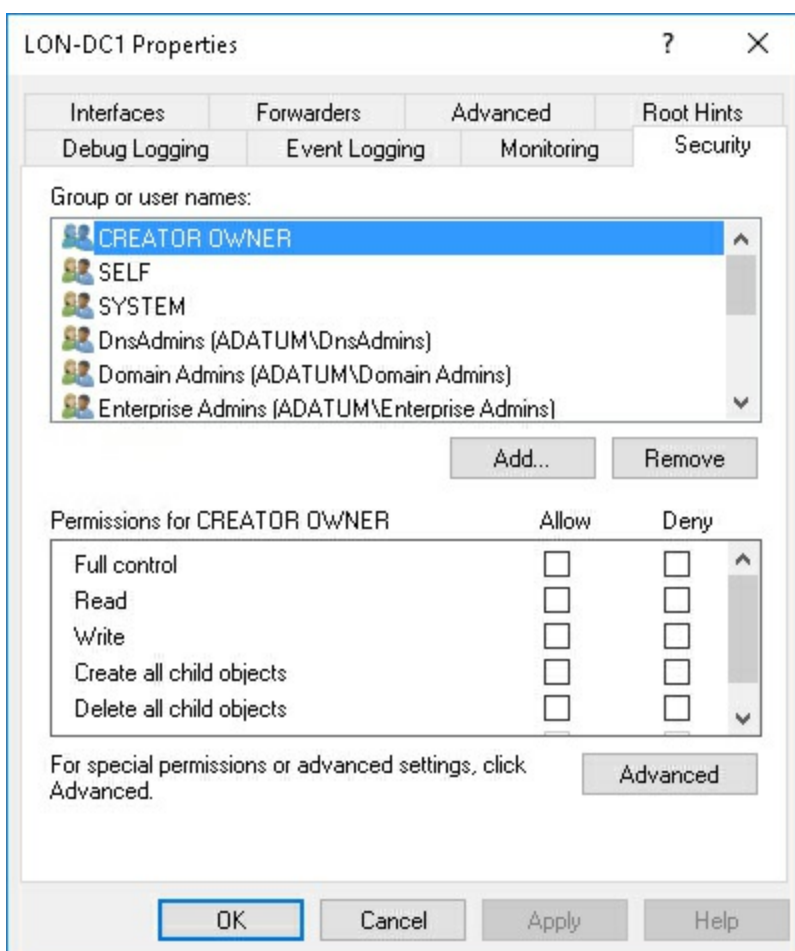 LON-DC1 Properties
Interfaces Forwarders Advanced Root Hints
Debug Logging Event Logging Monitoring Security
Group or user names:
CREATOR OWNER
SELF
SYSTEM
DnsAdmins (ADATUM\DnsAdmins)
Domain Admins (ADATUM\Domain Admins)
Enterprise Admins (ADATUM\Enterprise Admins)
Add... Remove
Permissions for CREATOR OWNER Allow Deny
Full control
Read
Write
Create all child objects
Delete all child objects
For special permissions or advanced settings, click
Advanced.
Advanced
OK Cancel Apply Help